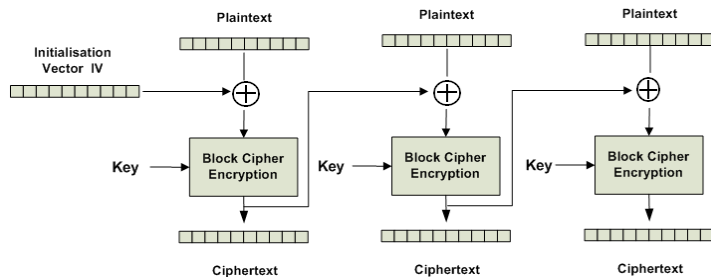 Plaintext
Plaintext
Plaintext
Initialisation
Vector IV
Key
Block Cipher
Encryption
Key
Block Cipher
Encryption
Key
Block Cipher
Encryption
Ciphertext
Ciphertext
Ciphertext